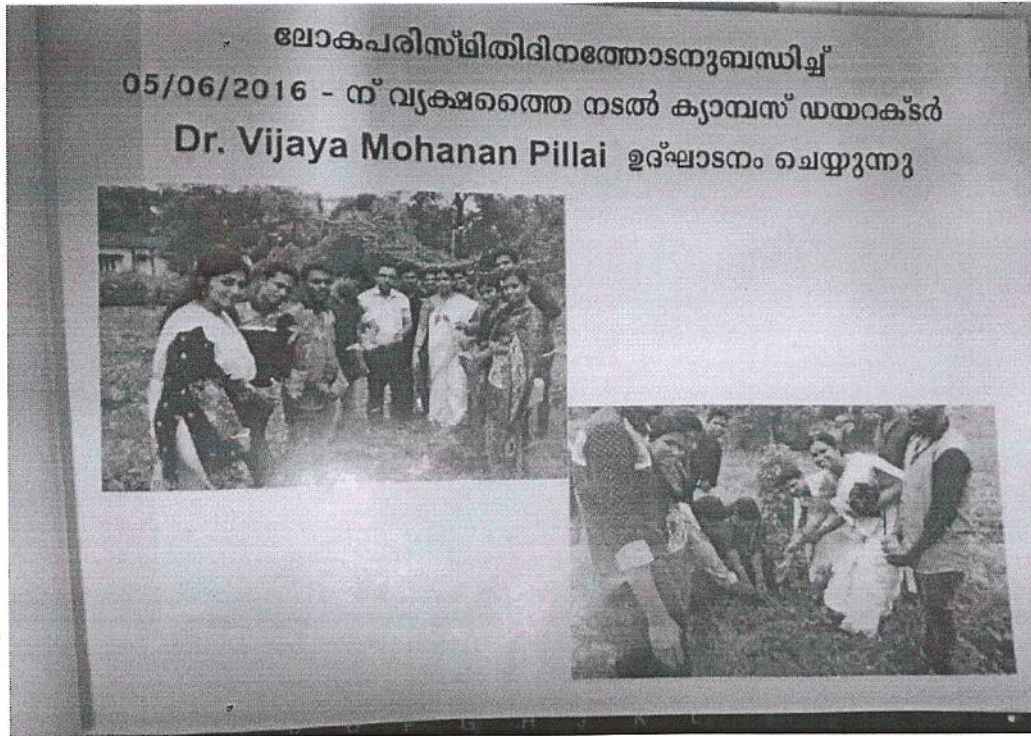 ലോകപരിസ്ഥിതിദിനത്തോടനുബന്ധിച്ച്
05/06/2016 - ന് വൃക്ഷത്തൈ നടൽ ക്യാമ്പസ് ഡയറക്ടർ
Dr. Vijaya Mohanan Pillai ഉദ്ഘാടനം ചെയ്യുന്നു